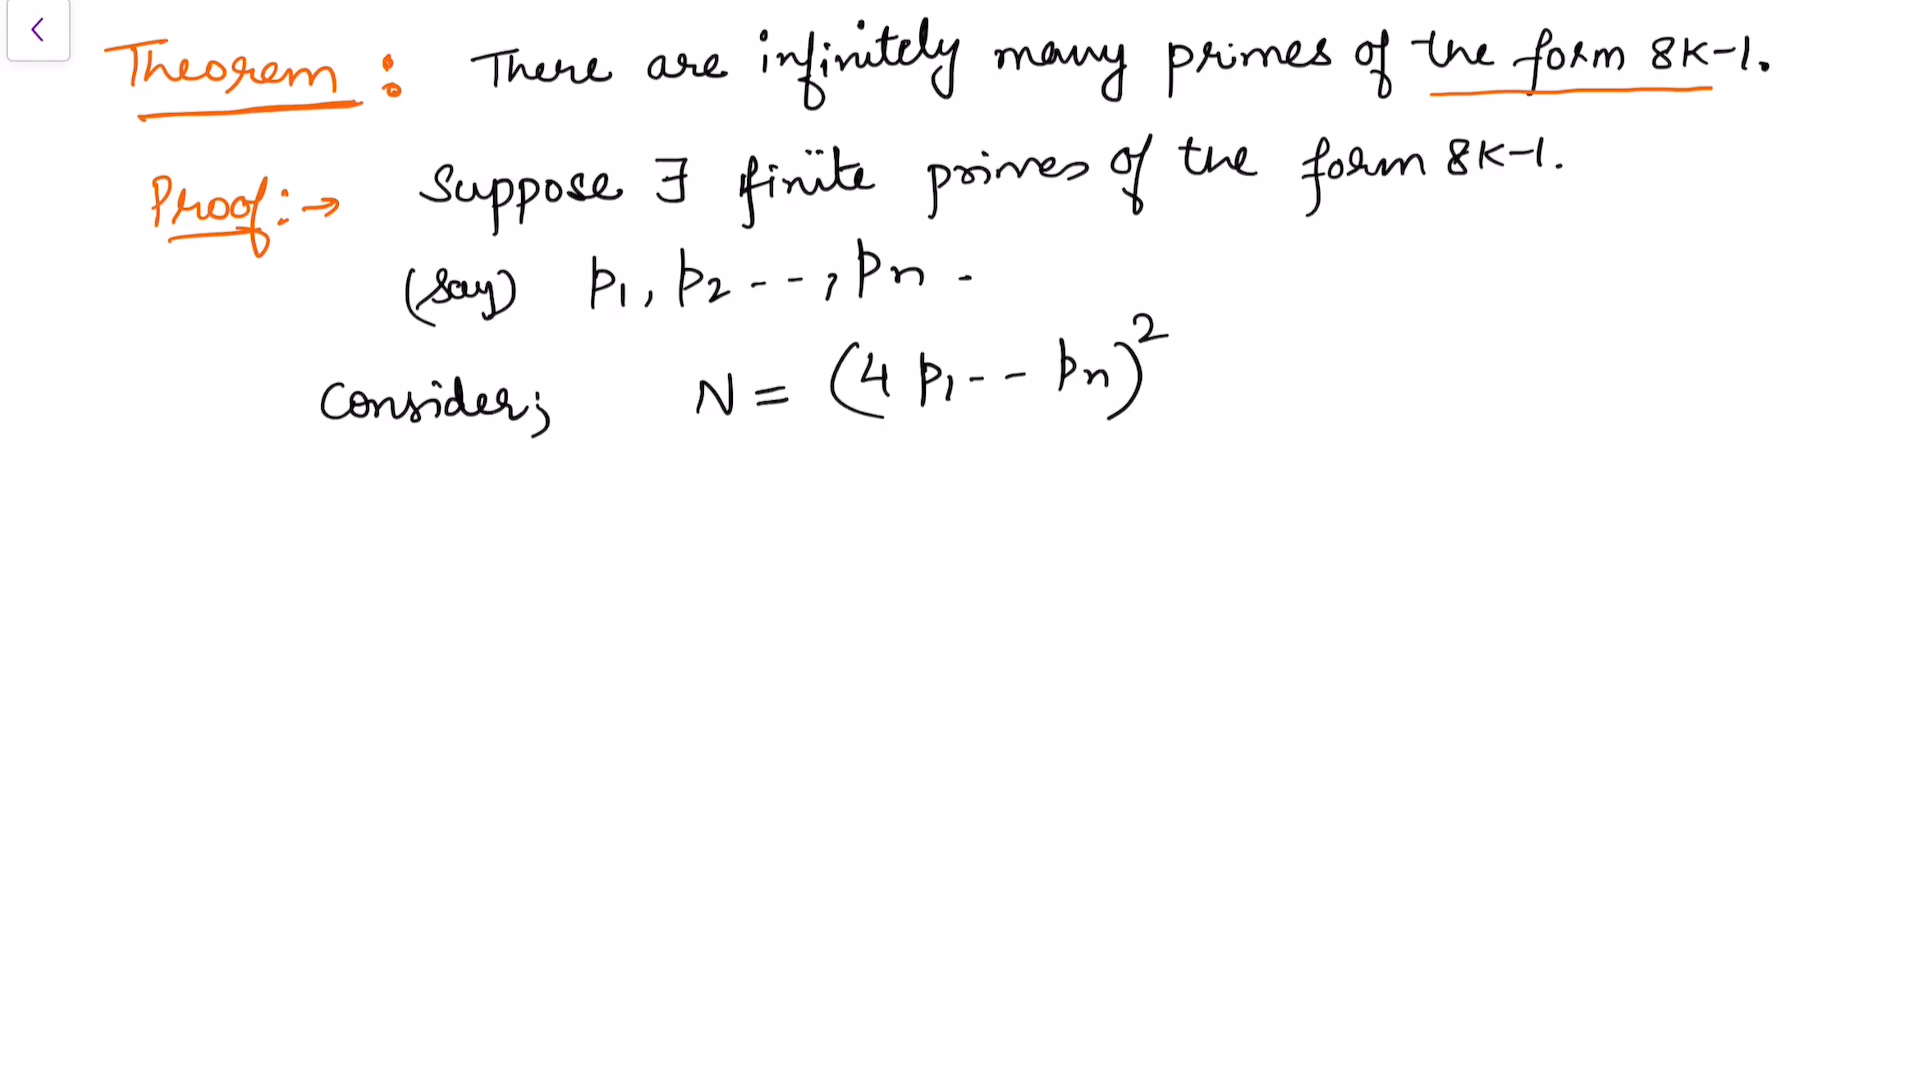 Theorem : There are infinitely many primes of the form 8K-1.
Proof:→ Suppose ∃ finite primes of the form 8K-1.
(say) p₁, p₂ - - , pₙ .
Consider; N = (4 p₁ - - pₙ)²